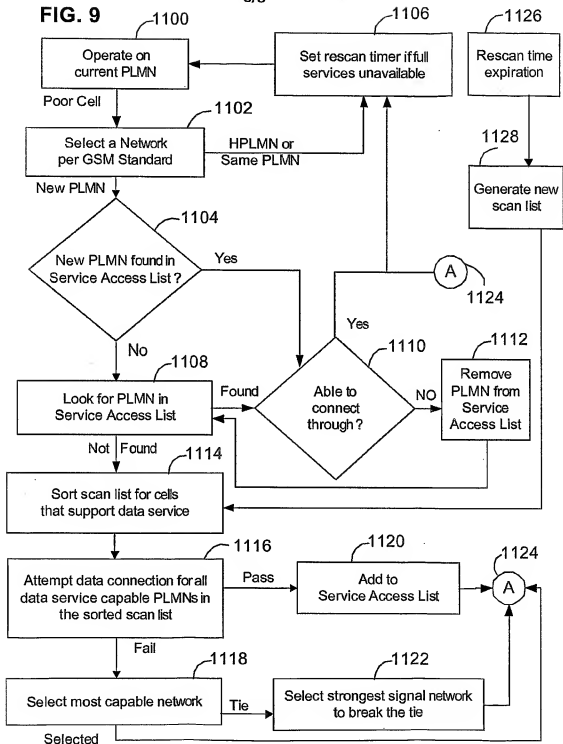 FIG. 9
1100
Operate on
current PLMN
1106
Set rescan timer if full
services unavailable
1126
Rescan time
expiration
Poor Cell
1102
Select a Network
per GSM Standard
HPLMN or
Same PLMN
1128
Generate new
scan list
New PLMN
1104
New PLMN found in
Service Access List ?
Yes
A
1124
Yes
No
1108
Look for PLMN in
Service Access List
Found
1110
Able to
connect
through ?
NO
1112
Remove
PLMN from
Service
Access List
Not Found
1114
Sort scan list for cells
that support data service
1116
Attempt data connection for all
data service capable PLMNs in
the sorted scan list
Pass
1120
Add to
Service Access List
1124
A
Fail
1118
Select most capable network
Tie
1122
Select strongest signal network
to break the tie
Selected